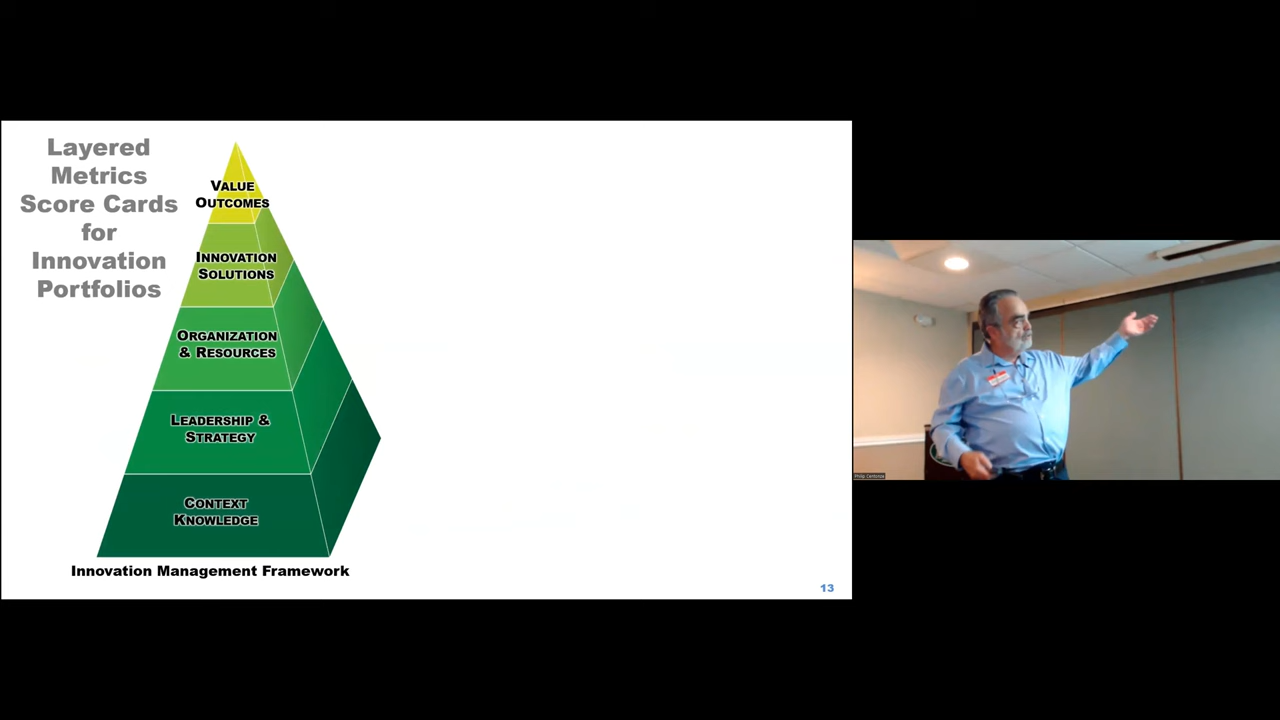 Layered
Metrics
Score Cards
for
Innovation
Portfolios
VALUE
OUTCOMES
INNOVATION
SOLUTIONS
ORGANIZATION
& RESOURCES
LEADERSHIP &
STRATEGY
CONTEXT
KNOWLEDGE
Innovation Management Framework
13